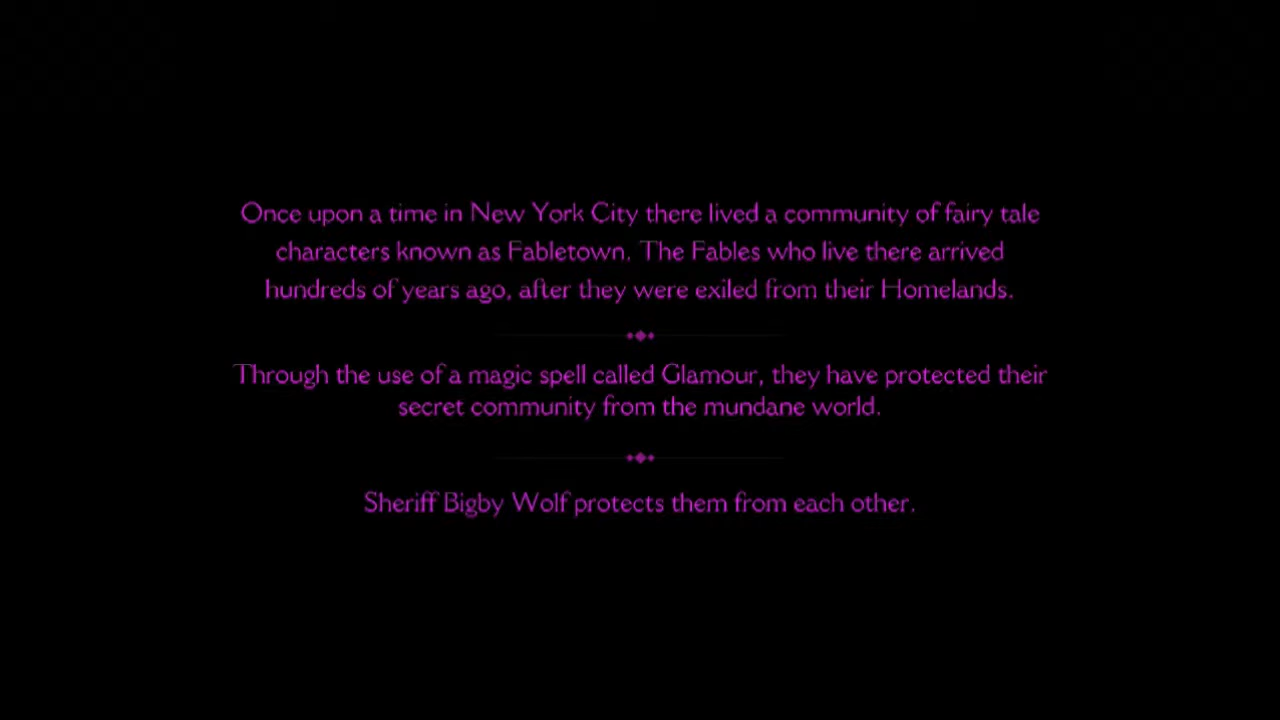 Once upon a time in New York City there lived a community of fairy tale
characters known as Fabletown. The Fables who live there arrived
hundreds of years ago, after they were exiled from their Homelands.
Through the use of a magic spell called Glamour, they have protected their
secret community from the mundane world.
Sheriff Bigby Wolf protects them from each other.